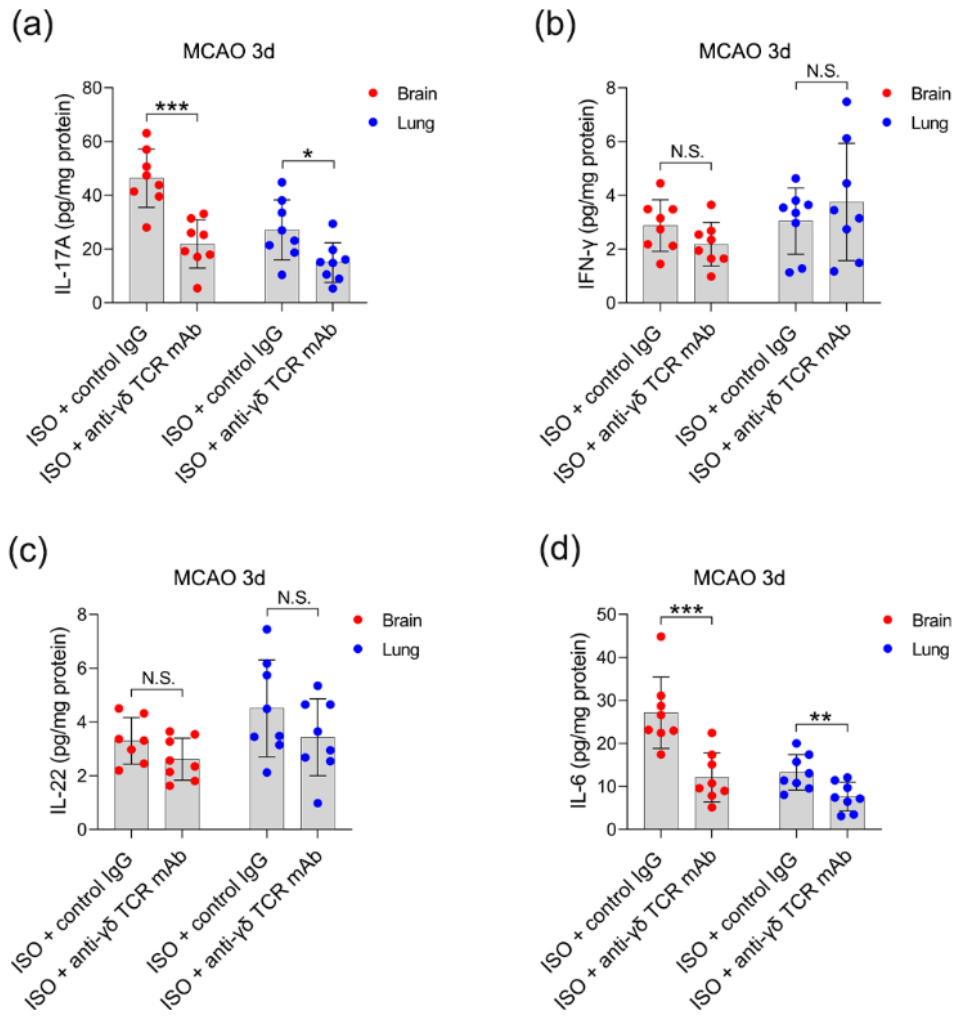 (a)
MCAO 3d
Brain
Lung
IL-17A (pg/mg protein)
80
60
40
20
0
***
*
ISO + control IgG
ISO + anti-γδ TCR mAb
ISO + control IgG
ISO + anti-γδ TCR mAb
(b)
MCAO 3d
Brain
Lung
IFN-γ (pg/mg protein)
8
6
4
2
0
N.S.
N.S.
ISO + control IgG
ISO + anti-γδ TCR mAb
ISO + control IgG
ISO + anti-γδ TCR mAb
(c)
MCAO 3d
Brain
Lung
IL-22 (pg/mg protein)
8
6
4
2
0
N.S.
N.S.
ISO + control IgG
ISO + anti-γδ TCR mAb
ISO + control IgG
ISO + anti-γδ TCR mAb
(d)
MCAO 3d
Brain
Lung
IL-6 (pg/mg protein)
50
40
30
20
10
0
***
**
ISO + control IgG
ISO + anti-γδ TCR mAb
ISO + control IgG
ISO + anti-γδ TCR mAb